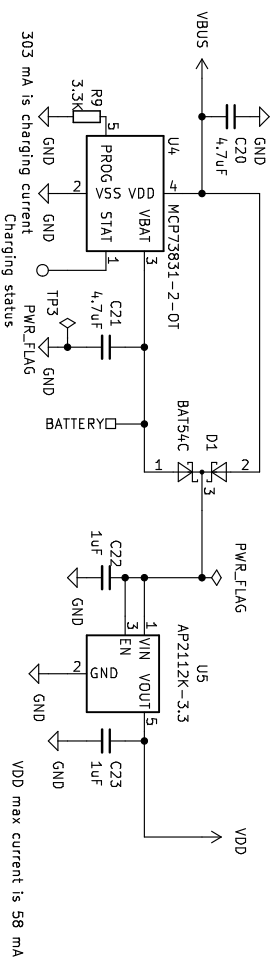 VBUS
GND
C20
4.7uF
U4
MCP73831-2-OT
R9
3.3K
GND
5
PROG
4
VDD
VSS
2
GND
VBAT
3
STAT
1
303 mA is charging current
Charging status
TP3
C21
4.7uF
GND
PWR_FLAG
BATTERY
D1
BAT54C
1
2
3
PWR_FLAG
C22
1uF
GND
U5
AP2112K-3.3
1
VIN
3
EN
GND
2
GND
VOUT
5
C23
1uF
GND
VDD
VDD max current is 58 mA